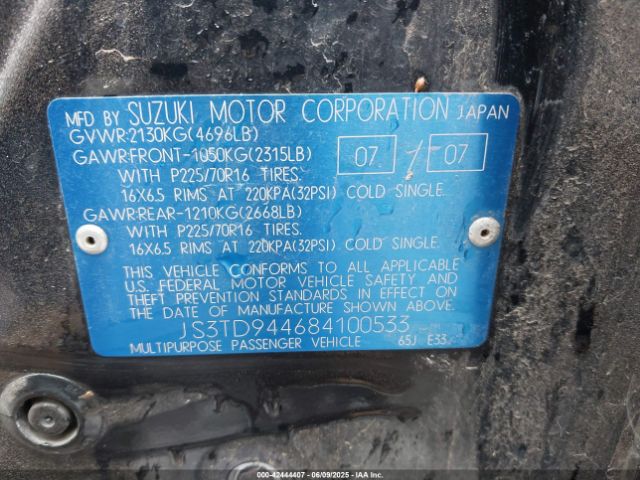 MFD BY SUZUKI MOTOR CORPORATION JAPAN
GVWR:2130KG(4696LB)
GAWR:FRONT-1050KG(2315LB) 07 / 07
WITH P225/70R16 TIRES.
16X6.5 RIMS AT 220KPA(32PSI) COLD SINGLE.
GAWR:REAR-1210KG(2668LB)
WITH P225/70R16 TIRES.
16X6.5 RIMS AT 220KPA(32PSI) COLD SINGLE.
THIS VEHICLE CONFORMS TO ALL APPLICABLE
U.S. FEDERAL MOTOR VEHICLE SAFETY AND
THEFT PREVENTION STANDARDS IN EFFECT ON
THE DATE OF MANUFACTURE SHOWN ABOVE.
JS3TD944684100533
MULTIPURPOSE PASSENGER VEHICLE 65J E33
000-42444407 - 06/09/2025 - IAAI.COM